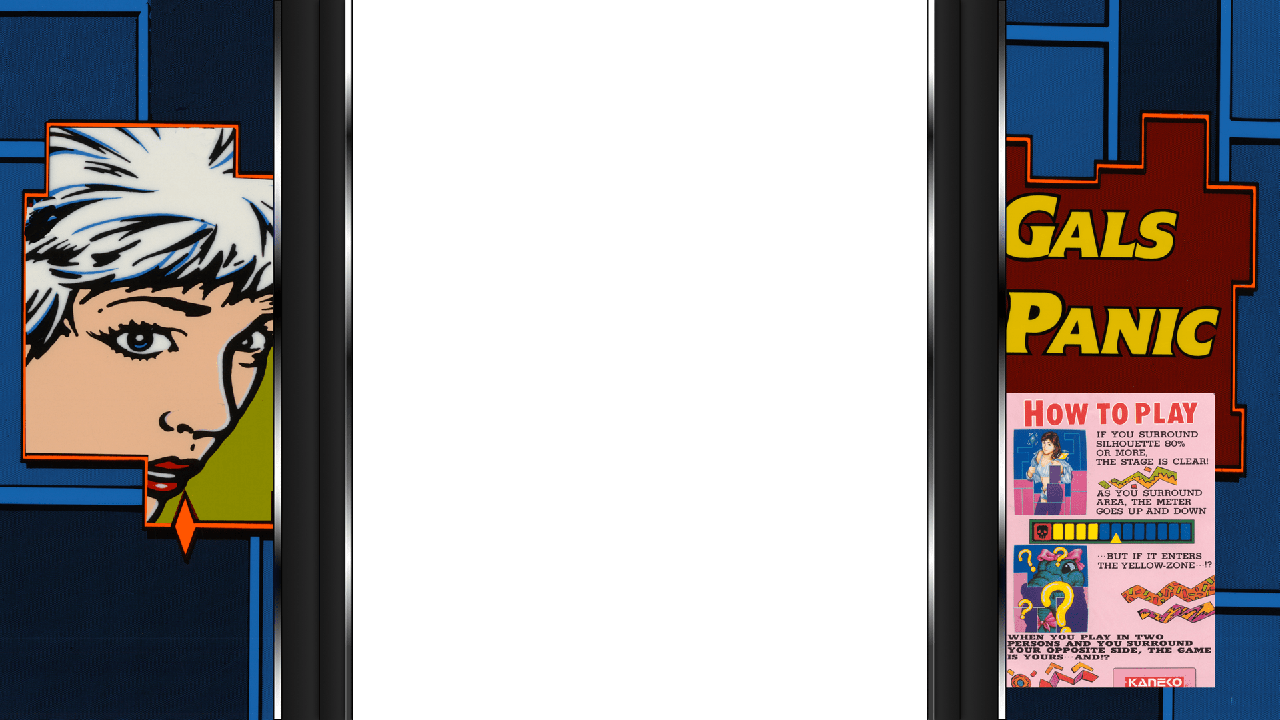 GALS
PANIC
HOW TO PLAY
IF YOU SURROUND
SILHOUETTE 80%
OR MORE,
THE STAGE IS CLEAR!
AS YOU SURROUND
AREA, THE METER
GOES UP AND DOWN
···BUT IF IT ENTERS
THE YELLOW-ZONE···!?
WHEN YOU PLAY IN TWO
PERSONS AND YOU SURROUND
YOUR OPPOSITE SIDE, THE GAME
IS YOURS AND!?
KANEKO